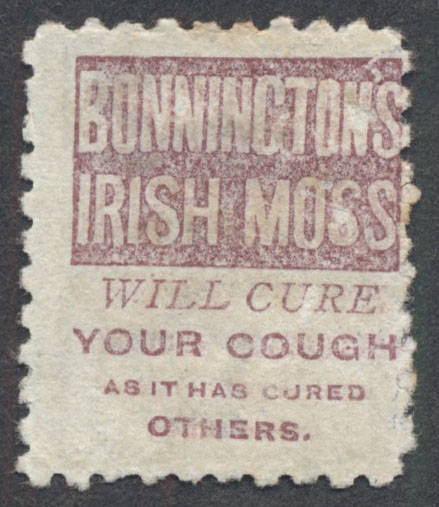 BONNINGTON'S
IRISH MOSS
WILL CURE
YOUR COUGH
AS IT HAS CURED
OTHERS.